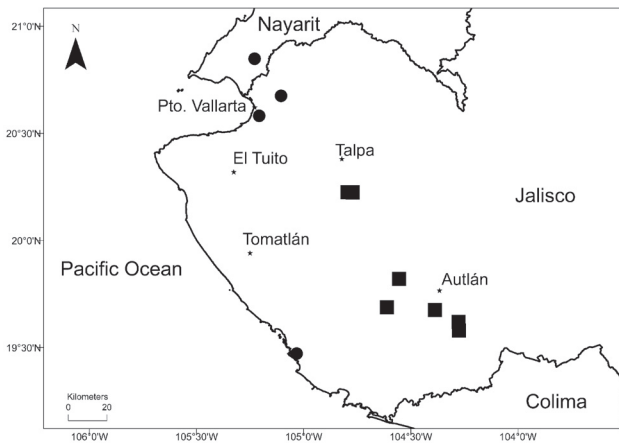 21°0'N
N
Nayarit
Pto. Vallarta
20°30'N
El Tuito
Talpa
Jalisco
20°0'N
Tomatlán
Pacific Ocean
Autlán
19°30'N
Kilometers
0 20
Colima
106°0'W 105°30'W 105°0'W 104°30'W 104°0'W